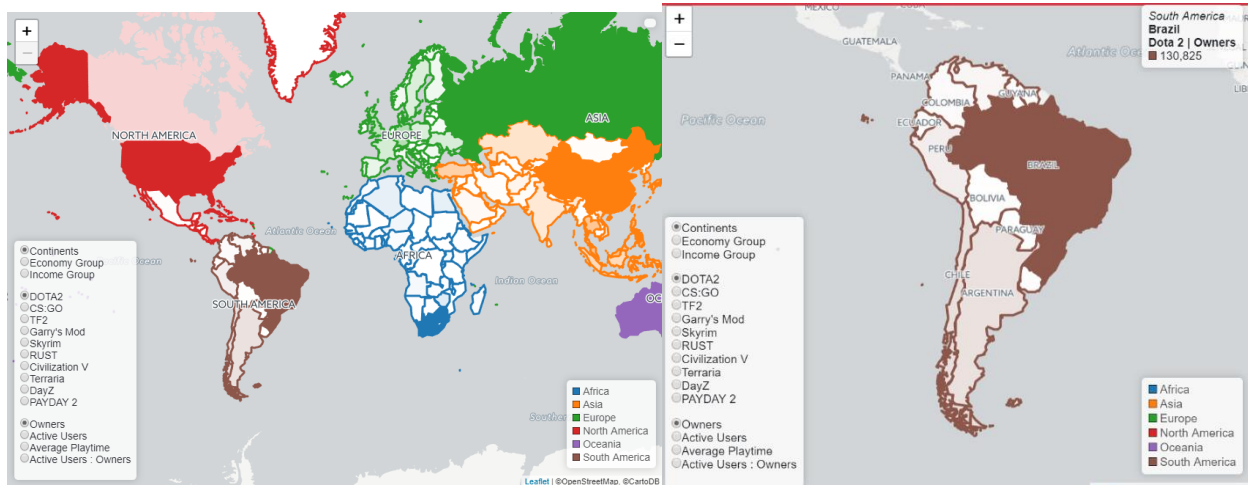 +
−
NORTH AMERICA
EUROPE
ASIA
Atlantic Ocean
AFRICA
Indian Ocean
SOUTH AMERICA
Ocean
OC
Southe
Continents
Economy Group
Income Group
DOTA2
CS:GO
TF2
Garry's Mod
Skyrim
RUST
Civilization V
Terraria
DayZ
PAYDAY 2
Owners
Active Users
Average Playtime
Active Users : Owners
Africa
Asia
Europe
North America
Oceania
South America
Leaflet | ©OpenStreetMap, ©CartoDB
+
−
MEXICO
GUATEMALA
PANAMA
South America
Brazil
Dota 2 | Owners
130,825
Atlantic Oce
LIB
GUYANA
COLOMBIA
ECUADOR
Pacific Ocean
PERU
BRAZIL
BOLIVIA
PARAGUAY
CHILE
ARGENTINA
Continents
Economy Group
Income Group
DOTA2
CS:GO
TF2
Garry's Mod
Skyrim
RUST
Civilization V
Terraria
DayZ
PAYDAY 2
Owners
Active Users
Average Playtime
Active Users : Owners
Africa
Asia
Europe
North America
Oceania
South America